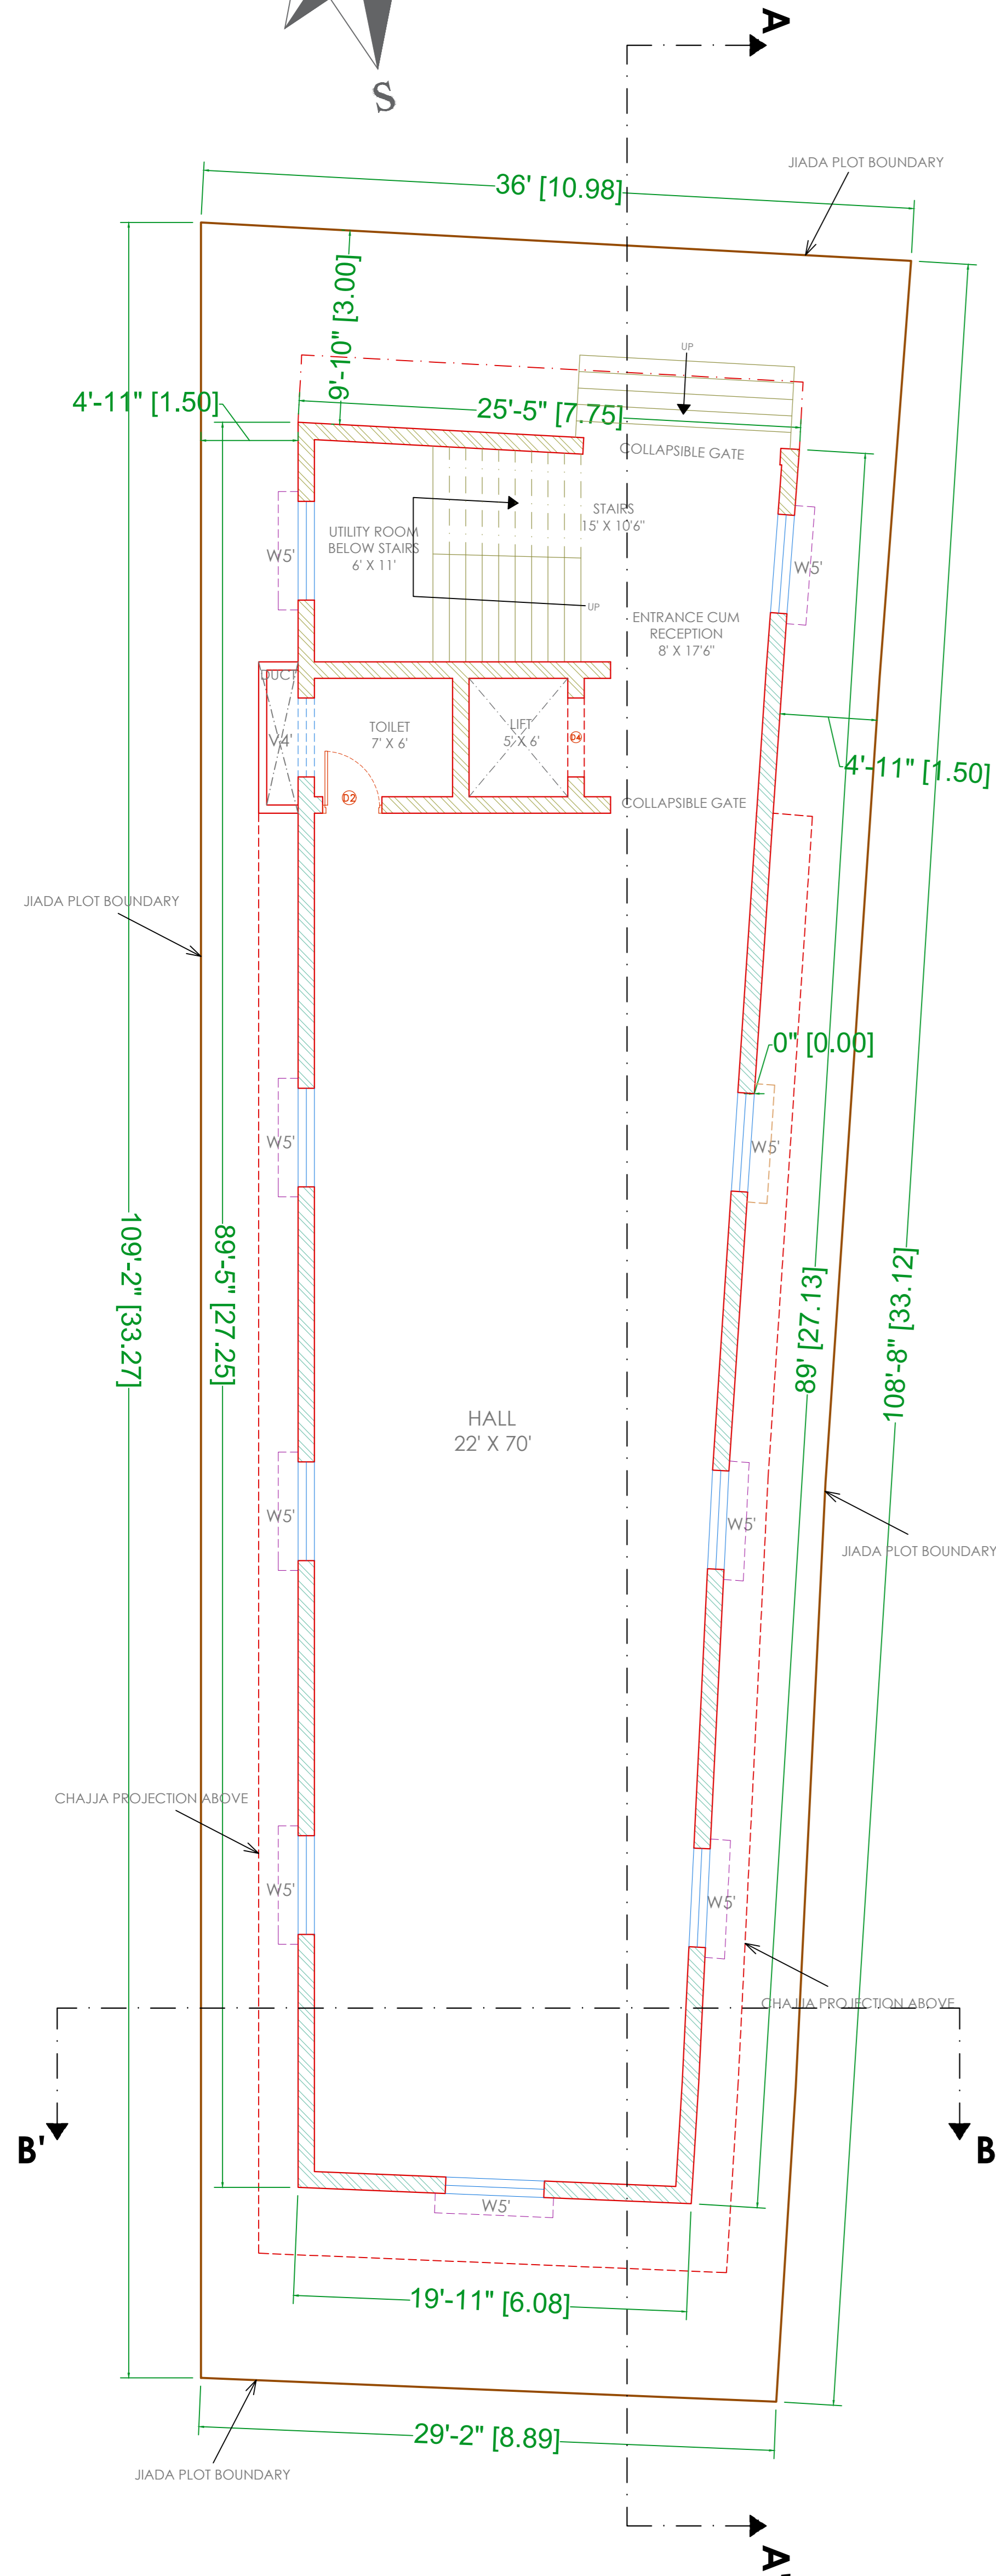 A
S
JIADA PLOT BOUNDARY
36' [10.98]
9'-10" [3.00]
UP
4'-11" [1.50]
25'-5" [7.75]
COLLAPSIBLE GATE
STAIRS
15' X 10'6"
UTILITY ROOM
BELOW STAIRS
6' X 11'
W5'
W5'
UP
ENTRANCE CUM
RECEPTION
8' X 17'6"
DUCT
TOILET
7' X 6'
LIFT
5' X 6'
V4'
D4
4'-11" [1.50]
D2
COLLAPSIBLE GATE
JIADA PLOT BOUNDARY
0" [0.00]
W5'
W5'
109'-2" [33.27]
89'-5" [27.25]
89' [27.13]
108'-8" [33.12]
HALL
22' X 70'
W5'
W5'
JIADA PLOT BOUNDARY
CHAJJA PROJECTION ABOVE
W5'
W5'
CHAJJA PROJECTION ABOVE
B'
B
W5'
19'-11" [6.08]
29'-2" [8.89]
JIADA PLOT BOUNDARY
A'